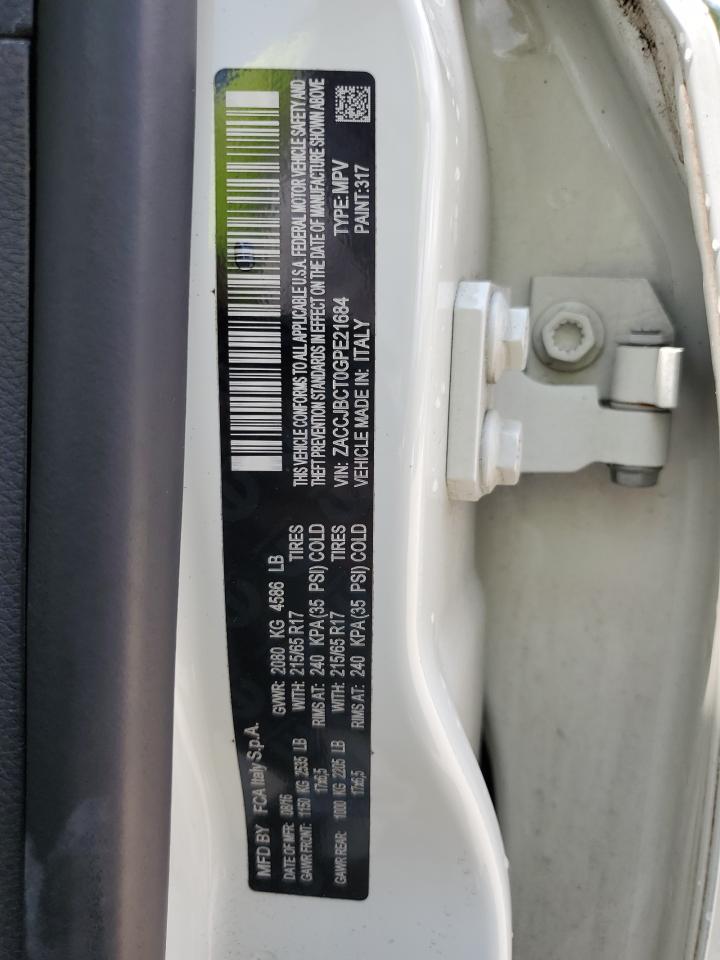 MFD BY FCA Italy S.p.A.
DATE OF MFR: 08/16 GVWR: 2080 KG 4586 LB
GAWR FRONT: 1150 KG 2535 LB WITH: 215/65 R17 TIRES
17x6,5 RIMS AT: 240 KPA (35 PSI) COLD
GAWR REAR: 1000 KG 2205 LB WITH: 215/65 R17 TIRES
17x6,5 RIMS AT: 240 KPA (35 PSI) COLD
THIS VEHICLE CONFORMS TO ALL APPLICABLE U.S.A. FEDERAL MOTOR VEHICLE SAFETY AND
THEFT PREVENTION STANDARDS IN EFFECT ON THE DATE OF MANUFACTURE SHOWN ABOVE
VIN: ZACCJBCT0GPE21684 TYPE: MPV
VEHICLE MADE IN: ITALY PAINT: 317